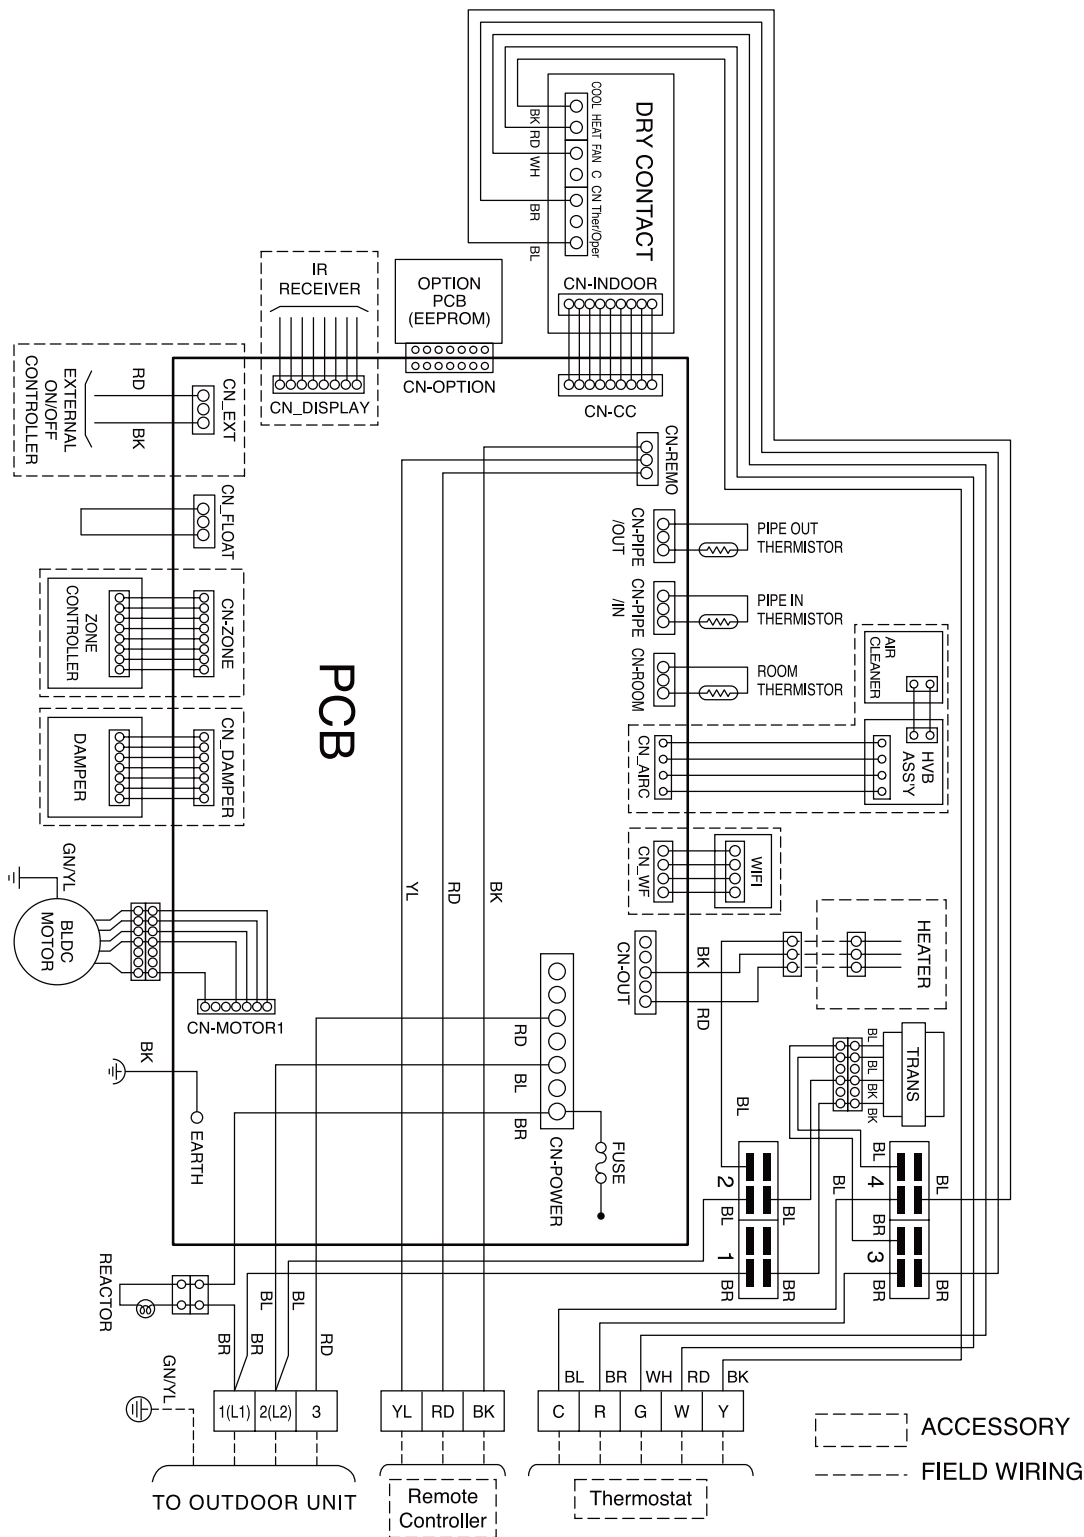 COOL HEAT FAN C CN Ther/Oper
BK
RD
WH
BR
BL
DRY CONTACT
CN-INDOOR
CN-CC
IR
RECEIVER
CN_DISPLAY
OPTION
PCB
(EEPROM)
CN-OPTION
EXTERNAL
ON/OFF
CONTROLLER
RD
BK
CN_EXT
CN_FLOAT
CN-REMO
CN-PIPE
/OUT
PIPE OUT
THERMISTOR
CN-PIPE
/IN
PIPE IN
THERMISTOR
CN-ROOM
ROOM
THERMISTOR
ZONE
CONTROLLER
CN-ZONE
DAMPER
CN_DAMPER
PCB
AIR
CLEANER
HVB
ASS'Y
CN_AIRC
CN_WF
WIFI
GN/YL
BLDC
MOTOR
CN-MOTOR1
YL
RD
BK
CN-OUT
BK
RD
HEATER
BK
EARTH
RD
BL
BR
CN-POWER
FUSE
BL
BL
BL
BK
BK
TRANS
2
BL
BL
1
BR
BR
BL
4
BL
BL
BR
3
BR
BR
REACTOR
BR
BR
BL
BL
RD
GN/YL
1(L1)
2(L2)
3
TO OUTDOOR UNIT
YL
RD
BK
Remote
Controller
BL
BR
WH
RD
BK
C
R
G
W
Y
Thermostat
ACCESSORY
FIELD WIRING